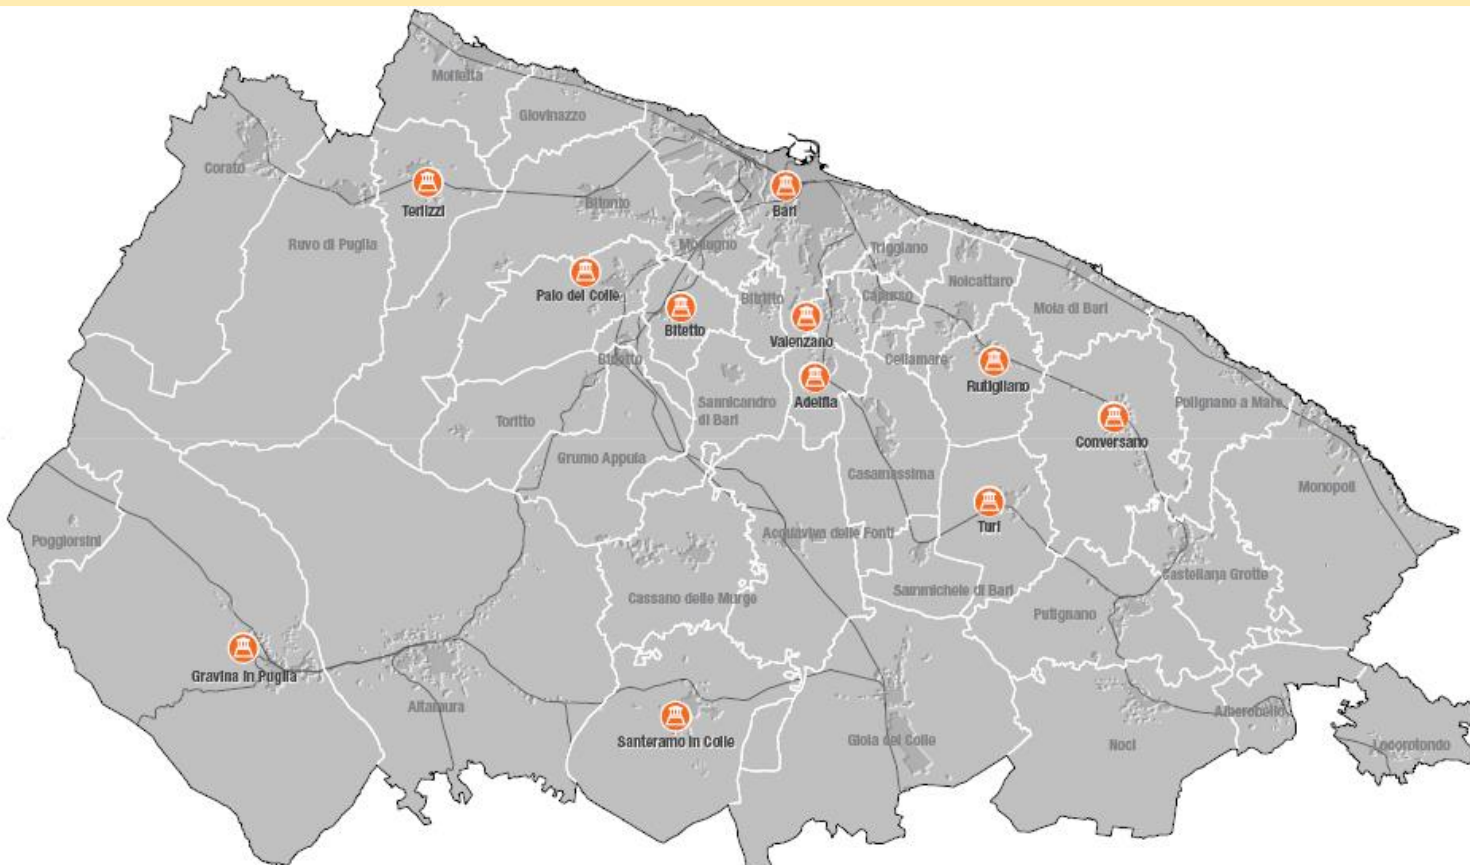 Molfetta
Giovinazzo
Corato
Terlizzi
Bitonto
Bari
Ruvo di Puglia
Modugno
Triggiano
Palo del Colle
Bitritto
Capurso
Noicattaro
Mola di Bari
Bitetto
Valenzano
Binetto
Cellamare
Rutigliano
Toritto
Sannicandro
di Bari
Adelfia
Polignano a Mare
Conversano
Grumo Appula
Casamassima
Monopoli
Poggiorsini
Acquaviva delle Fonti
Turi
Castellana Grotte
Cassano delle Murge
Sammichele di Bari
Putignano
Gravina in Puglia
Altamura
Santeramo in Colle
Gioia del Colle
Noci
Alberobello
Locorotondo